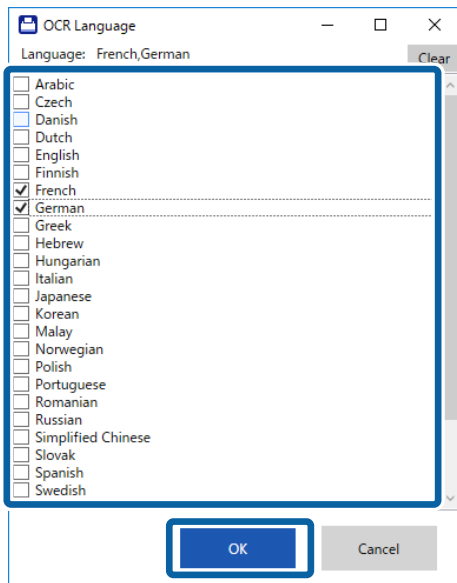 OCR Language
Language: French,German
Clear
Arabic
Czech
Danish
Dutch
English
Finnish
French
German
Greek
Hebrew
Hungarian
Italian
Japanese
Korean
Malay
Norwegian
Polish
Portuguese
Romanian
Russian
Simplified Chinese
Slovak
Spanish
Swedish
OK
Cancel